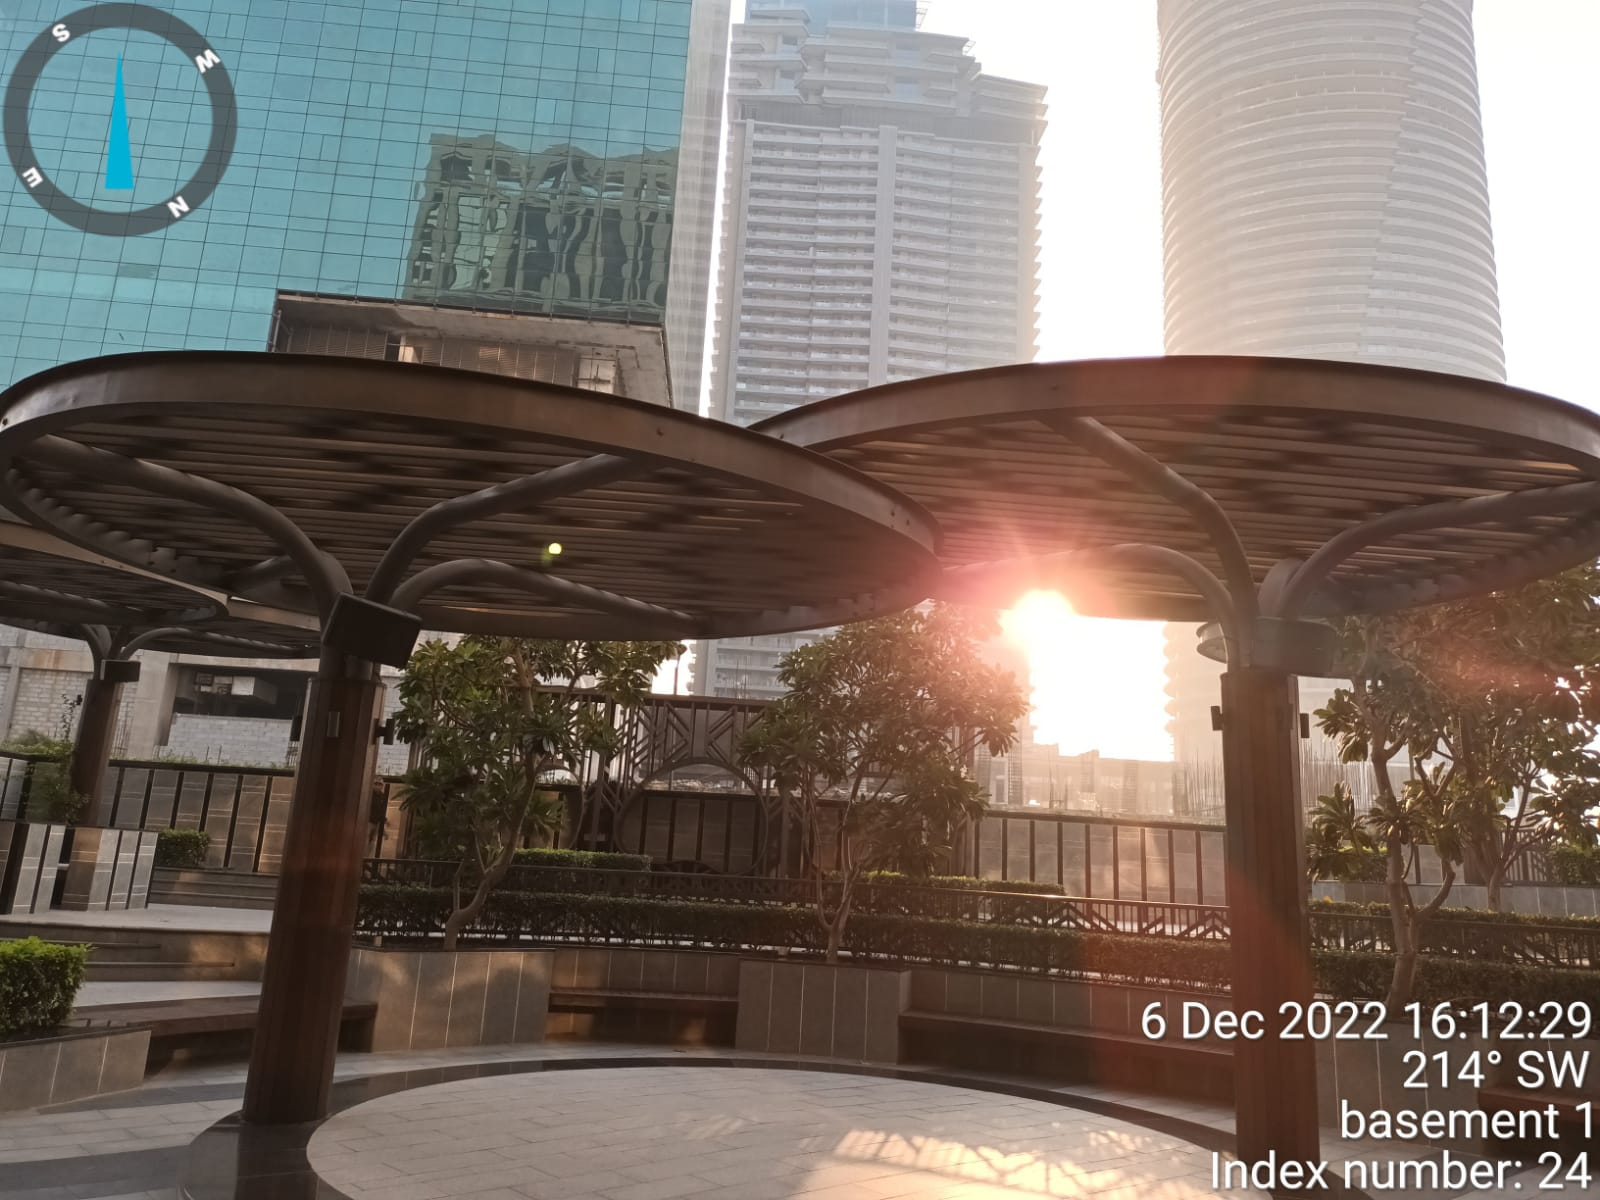 S
W
E
N
6 Dec 2022 16:12:29
214° SW
basement 1
Index number: 24